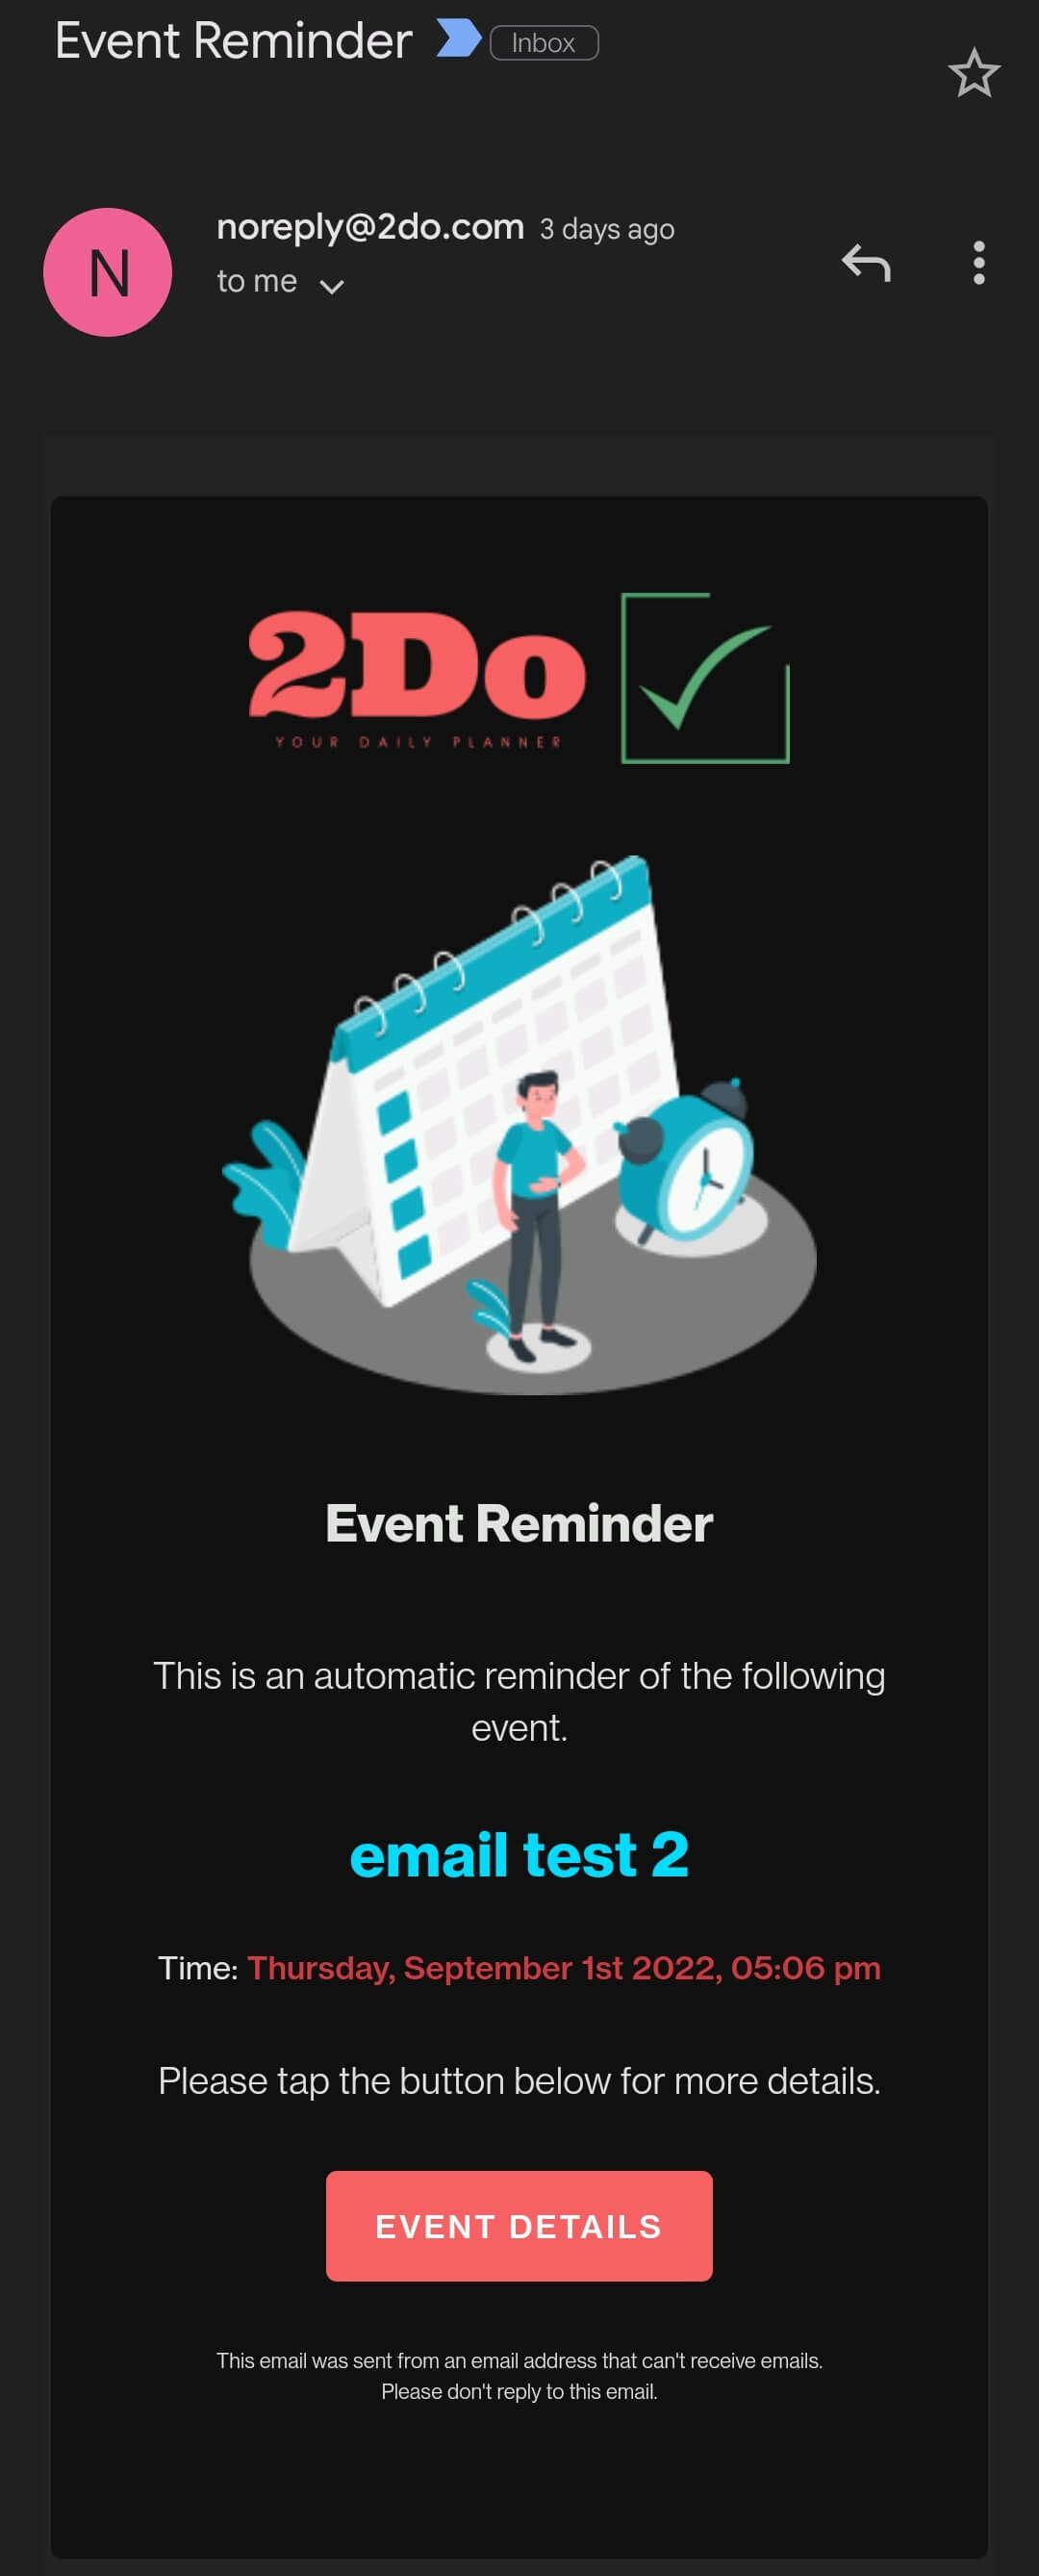 Event Reminder Inbox
noreply@2do.com 3 days ago
N
to me
2Do
YOUR DAILY PLANNER
Event Reminder
This is an automatic reminder of the following
event.
email test 2
Time: Thursday, September 1st 2022, 05:06 pm
Please tap the button below for more details.
EVENT DETAILS
This email was sent from an email address that can't receive emails.
Please don't reply to this email.